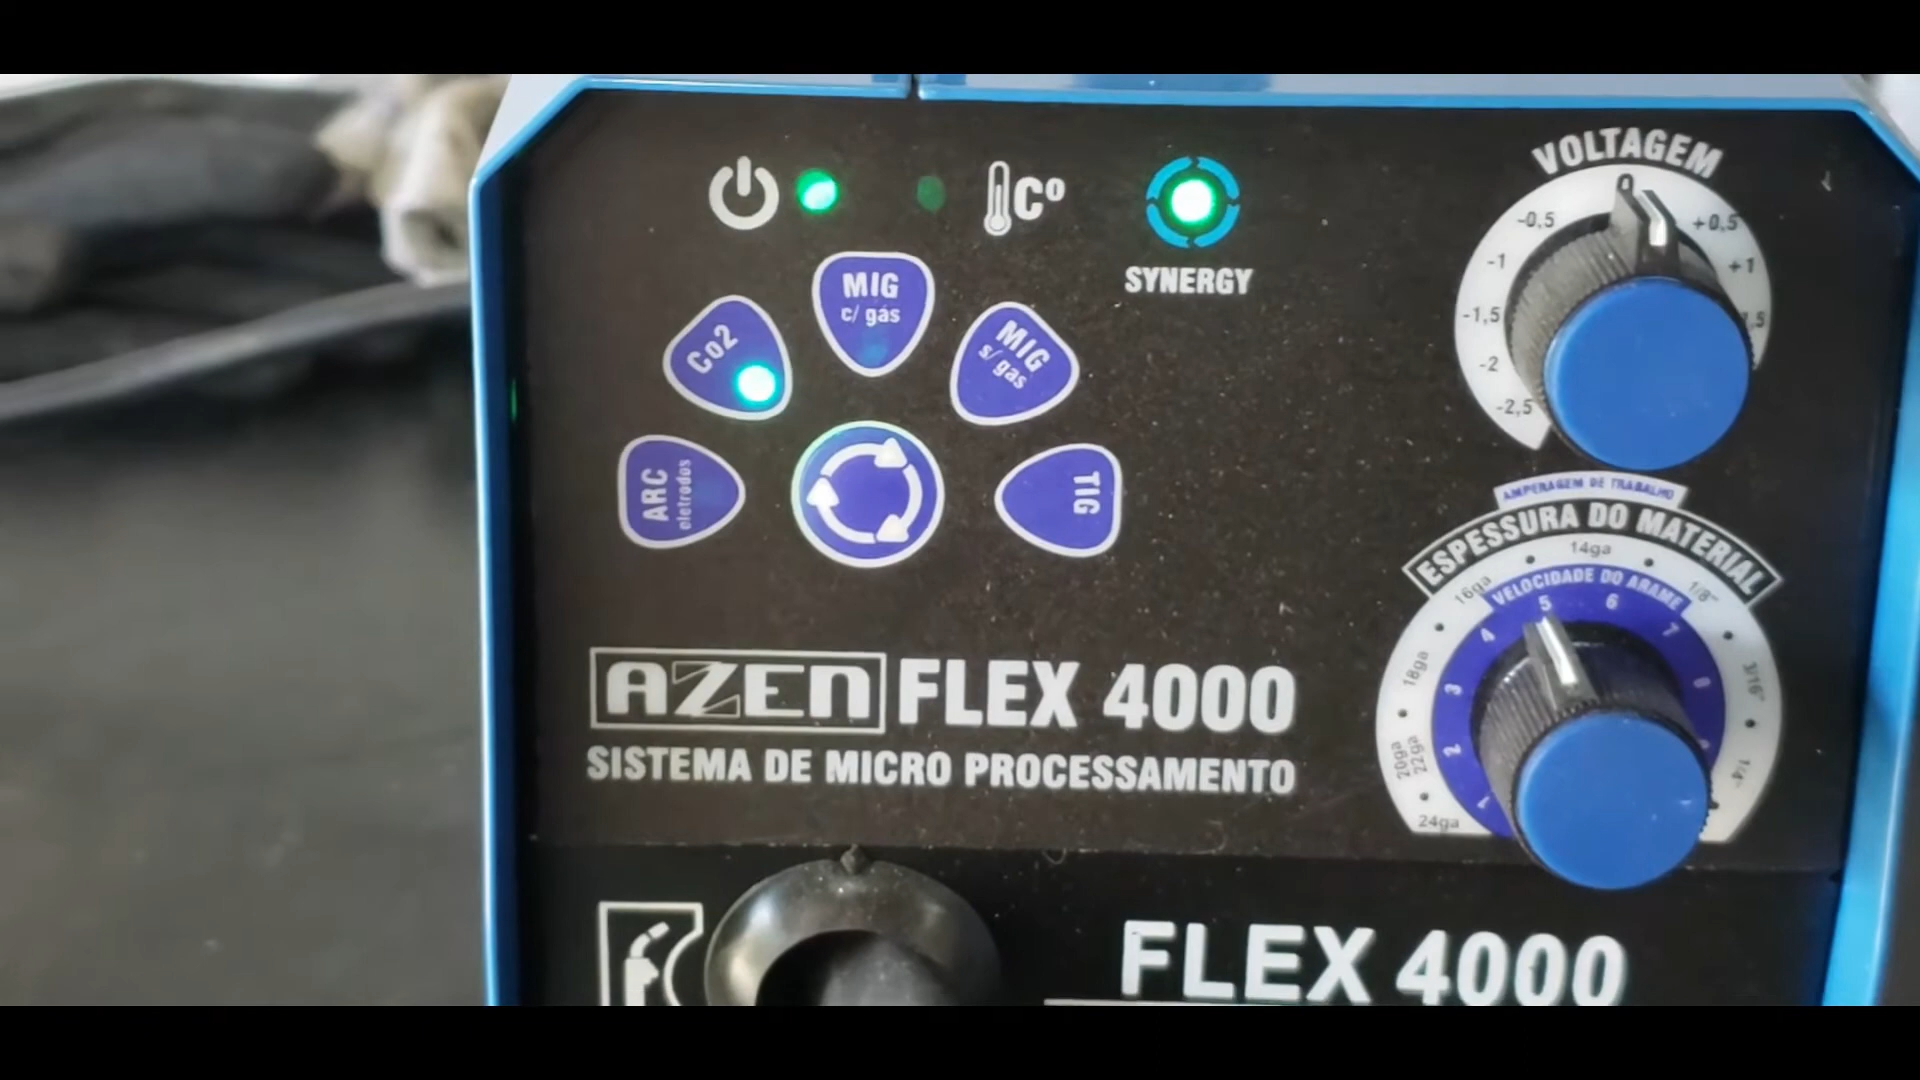 C°
SYNERGY
MIG
c/ gás
Co2
MIG
s/ gas
ARC
eletrodos
TIG
VOLTAGEM
-0,5
+0,5
-1
+1
-1,5
-2
-2,5
AMPERAGEM DE TRABALHO
ESPESSURA DO MATERIAL
14ga
16ga
1/8"
18ga
3/16"
20ga
22ga
1/4"
24ga
VELOCIDADE DO ARAME
1
2
3
4
5
6
7
8
AZEN FLEX 4000
SISTEMA DE MICRO PROCESSAMENTO
FLEX 4000